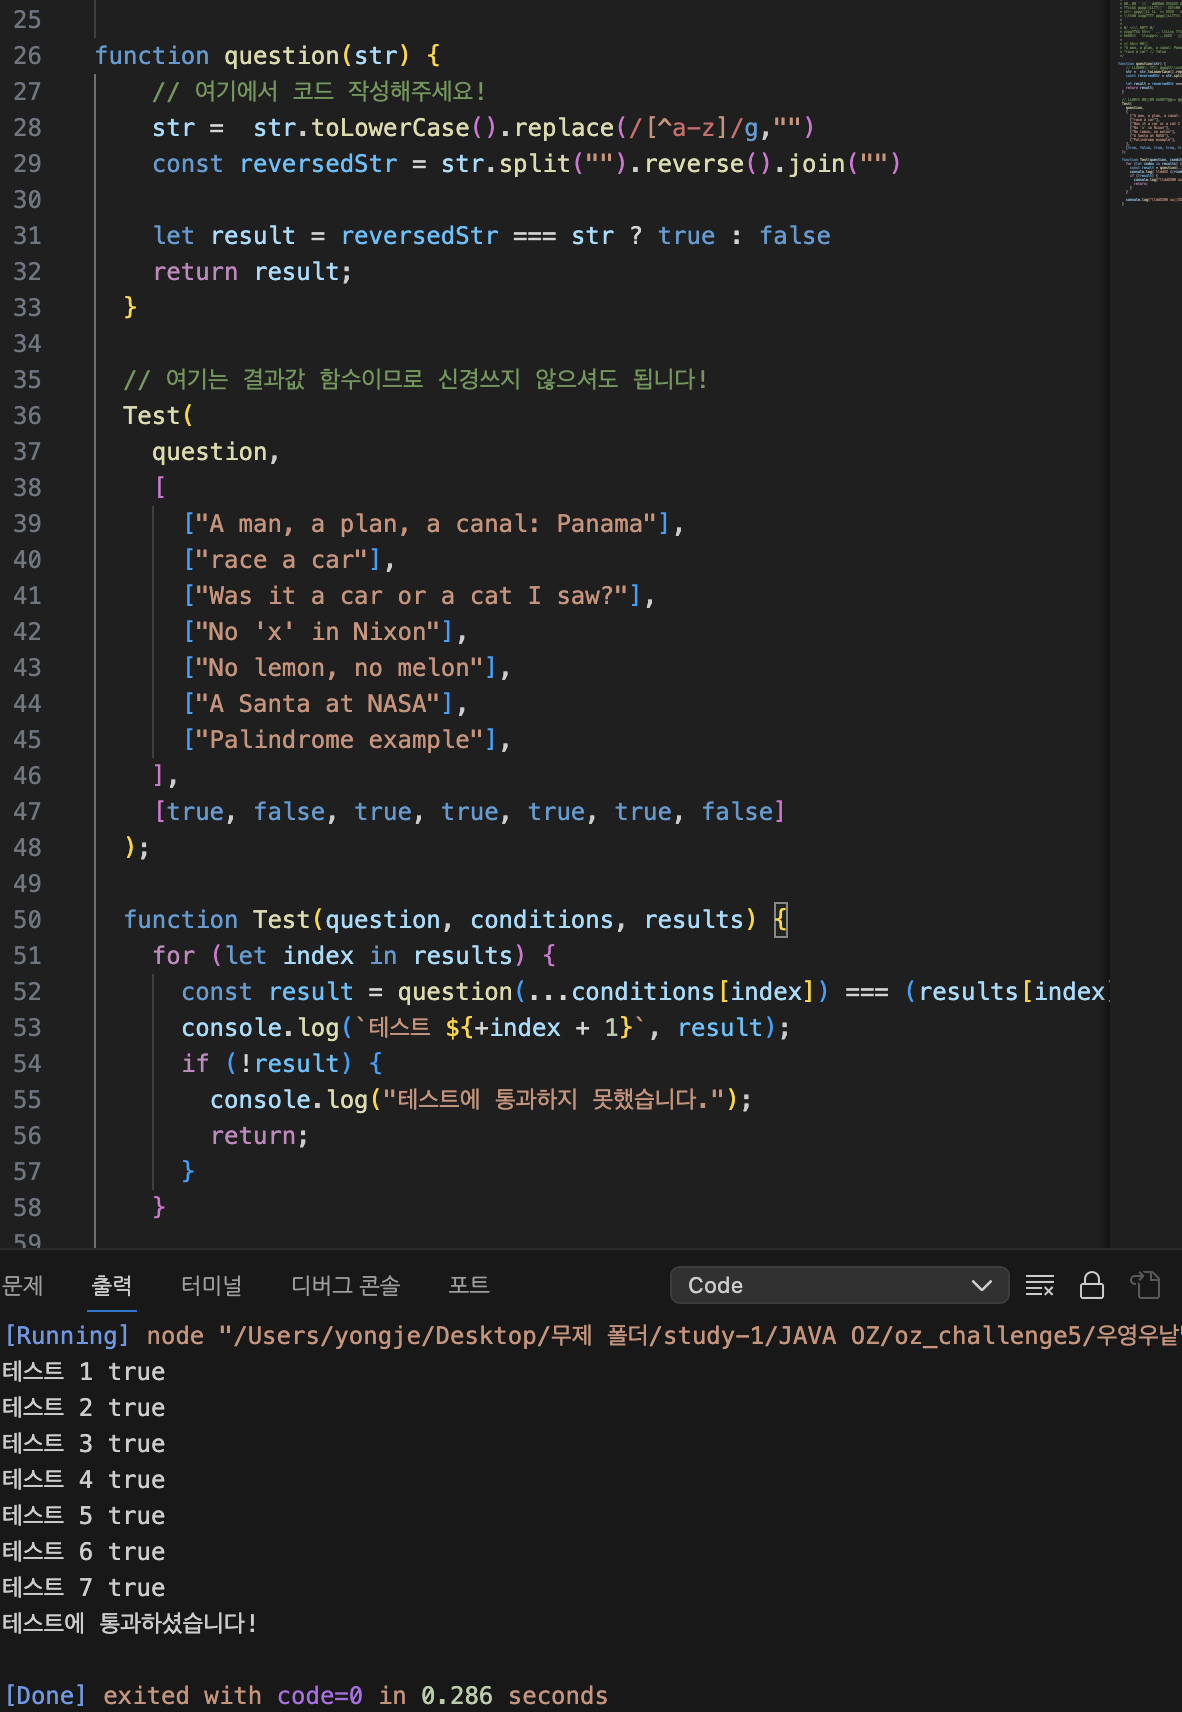 25
26 function question(str) {
27 // 여기에서 코드 작성해주세요!
28 str =  str.toLowerCase().replace(/[^a-z]/g,"")
29 const reversedStr = str.split("").reverse().join("")
30
31 let result = reversedStr === str ? true : false
32 return result;
33 }
34
35 // 여기는 결과값 함수이므로 신경쓰지 않으셔도 됩니다!
36 Test(
37 question,
38 [
39 ["A man, a plan, a canal: Panama"],
40 ["race a car"],
41 ["Was it a car or a cat I saw?"],
42 ["No 'x' in Nixon"],
43 ["No lemon, no melon"],
44 ["A Santa at NASA"],
45 ["Palindrome example"],
46 ],
47 [true, false, true, true, true, true, false]
48 );
49
50 function Test(question, conditions, results) {
51 for (let index in results) {
52 const result = question(...conditions[index]) === (results[index]
53 console.log(`테스트 ${+index + 1}`, result);
54 if (!result) {
55 console.log("테스트에 통과하지 못했습니다.");
56 return;
57 }
58 }
59
문제 출력 터미널 디버그 콘솔 포트 Code
[Running] node "/Users/yongje/Desktop/무제 폴더/study-1/JAVA OZ/oz_challenge5/우영우
테스트 1 true
테스트 2 true
테스트 3 true
테스트 4 true
테스트 5 true
테스트 6 true
테스트 7 true
테스트에 통과하셨습니다!
[Done] exited with code=0 in 0.286 seconds